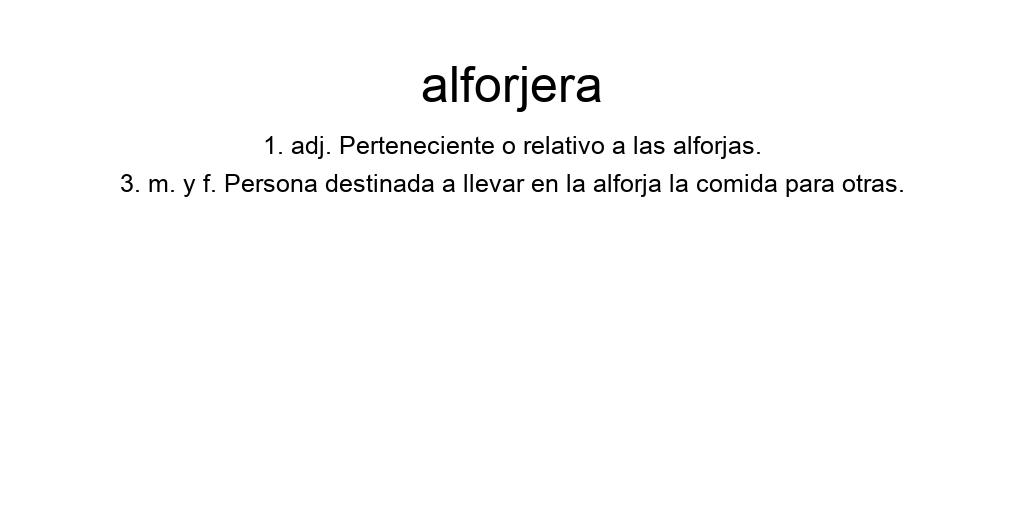 alforjera
1. adj. Perteneciente o relativo a las alforjas.
3. m. y f. Persona destinada a llevar en la alforja la comida para otras.